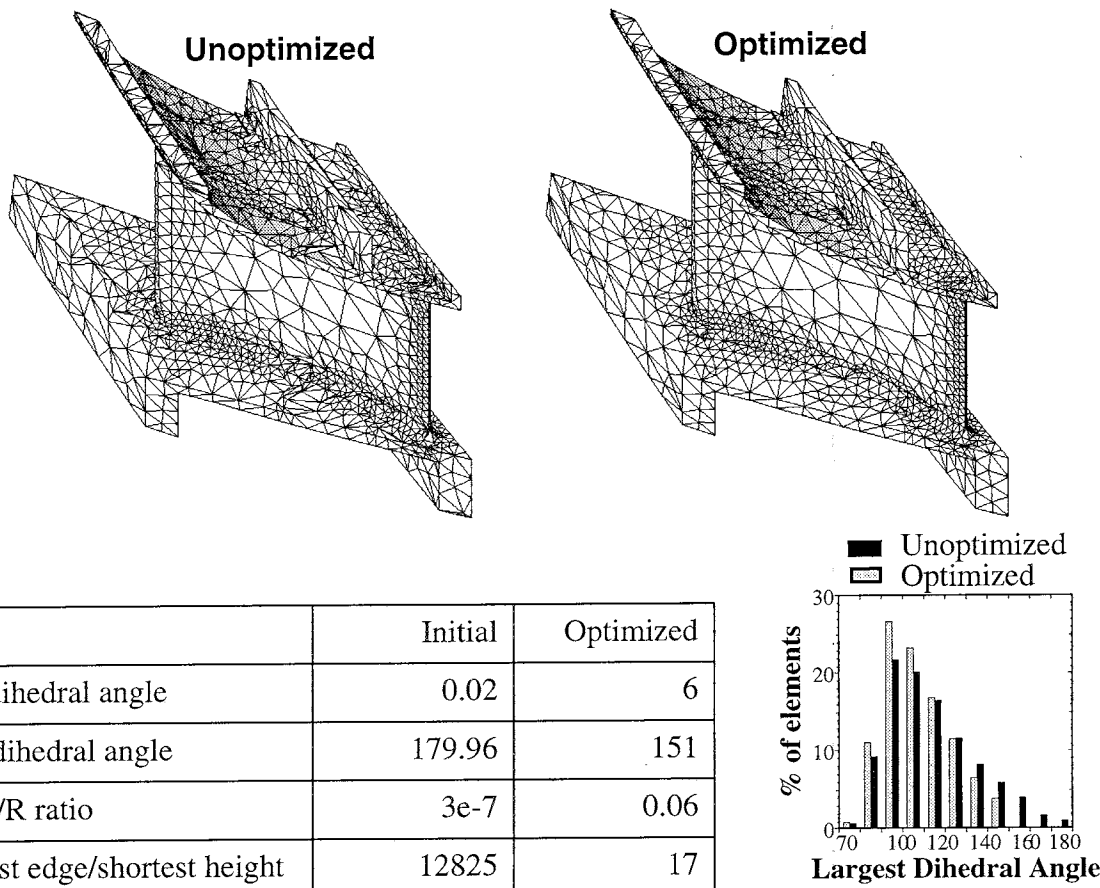 Unoptimized
Optimized
Initial Optimized
dihedral angle 0.02 6
dihedral angle 179.96 151
/R ratio 3e-7 0.06
st edge/shortest height 12825 17
Unoptimized
Optimized
% of elements
30
20
10
0
70 100 120 140 160 180
Largest Dihedral Angle